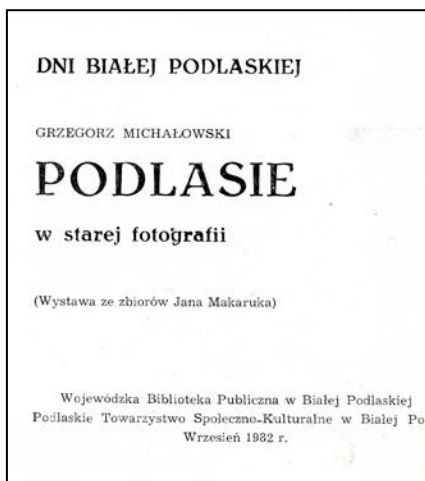 DNI BIAŁEJ PODLASKIEJ
GRZEGORZ MICHAŁOWSKI
PODLASIE
w starej fotografii
(Wystawa ze zbiorów Jana Makaruka)
Wojewódzka Biblioteka Publiczna w Białej Podlaskiej
Podlaskie Towarzystwo Społeczno-Kulturalne w Białej Po
Wrzesień 1982 r.